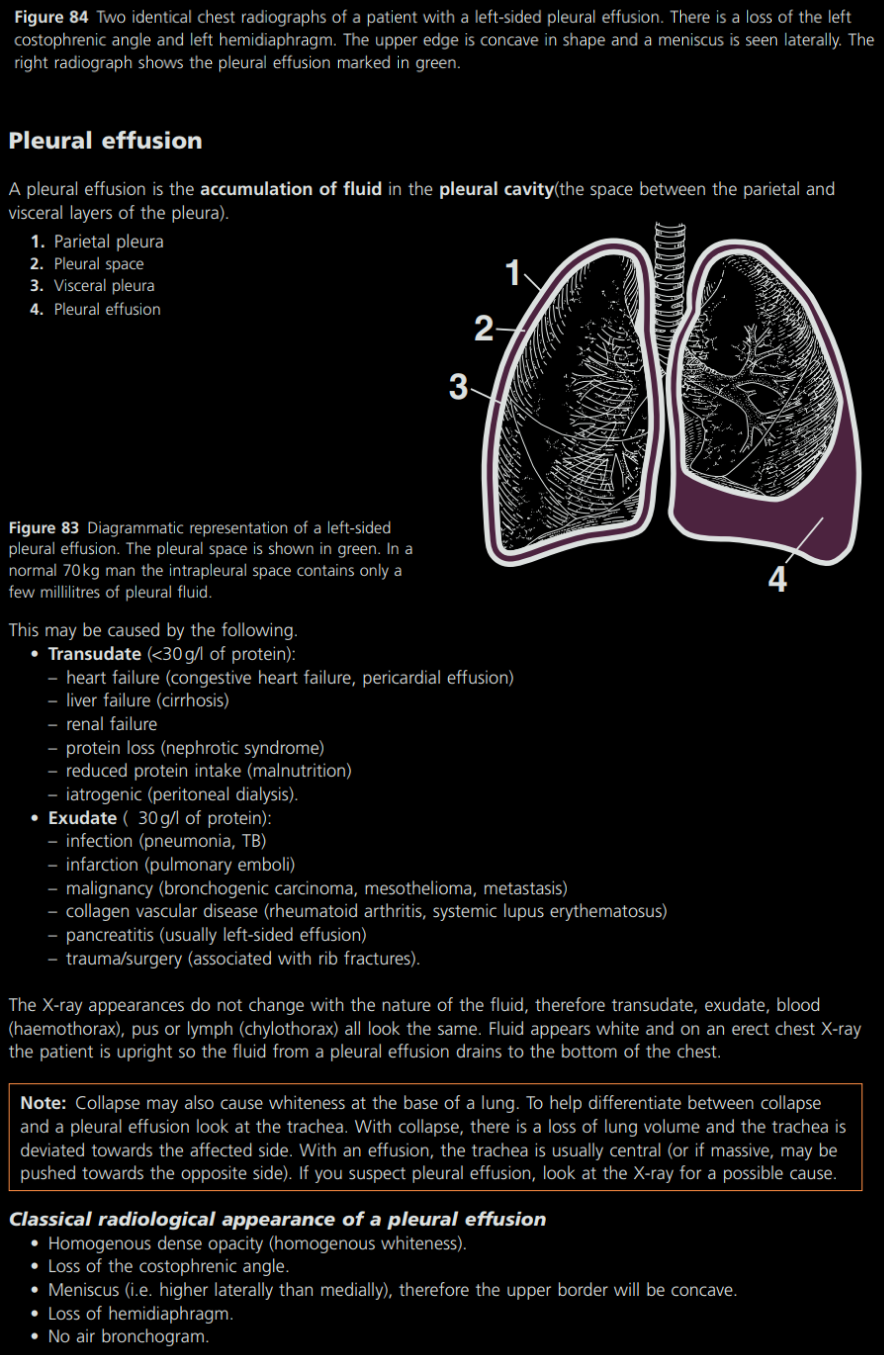 Figure 84 Two identical chest radiographs of a patient with a left-sided pleural effusion. There is a loss of the left
costophrenic angle and left hemidiaphragm. The upper edge is concave in shape and a meniscus is seen laterally. The
right radiograph shows the pleural effusion marked in green.
Pleural effusion
A pleural effusion is the accumulation of fluid in the pleural cavity(the space between the parietal and
visceral layers of the pleura).
1. Parietal pleura
2. Pleural space
3. Visceral pleura
4. Pleural effusion
1
2
3
4
Figure 83 Diagrammatic representation of a left-sided
pleural effusion. The pleural space is shown in green. In a
normal 70 kg man the intrapleural space contains only a
few millilitres of pleural fluid.
This may be caused by the following.
• Transudate (<30 g/l of protein):
– heart failure (congestive heart failure, pericardial effusion)
– liver failure (cirrhosis)
– renal failure
– protein loss (nephrotic syndrome)
– reduced protein intake (malnutrition)
– iatrogenic (peritoneal dialysis).
• Exudate ( 30 g/l of protein):
– infection (pneumonia, TB)
– infarction (pulmonary emboli)
– malignancy (bronchogenic carcinoma, mesothelioma, metastasis)
– collagen vascular disease (rheumatoid arthritis, systemic lupus erythematosus)
– pancreatitis (usually left-sided effusion)
– trauma/surgery (associated with rib fractures).
The X-ray appearances do not change with the nature of the fluid, therefore transudate, exudate, blood
(haemothorax), pus or lymph (chylothorax) all look the same. Fluid appears white and on an erect chest X-ray
the patient is upright so the fluid from a pleural effusion drains to the bottom of the chest.
Note: Collapse may also cause whiteness at the base of a lung. To help differentiate between collapse
and a pleural effusion look at the trachea. With collapse, there is a loss of lung volume and the trachea is
deviated towards the affected side. With an effusion, the trachea is usually central (or if massive, may be
pushed towards the opposite side). If you suspect pleural effusion, look at the X-ray for a possible cause.
Classical radiological appearance of a pleural effusion
• Homogenous dense opacity (homogenous whiteness).
• Loss of the costophrenic angle.
• Meniscus (i.e. higher laterally than medially), therefore the upper border will be concave.
• Loss of hemidiaphragm.
• No air bronchogram.